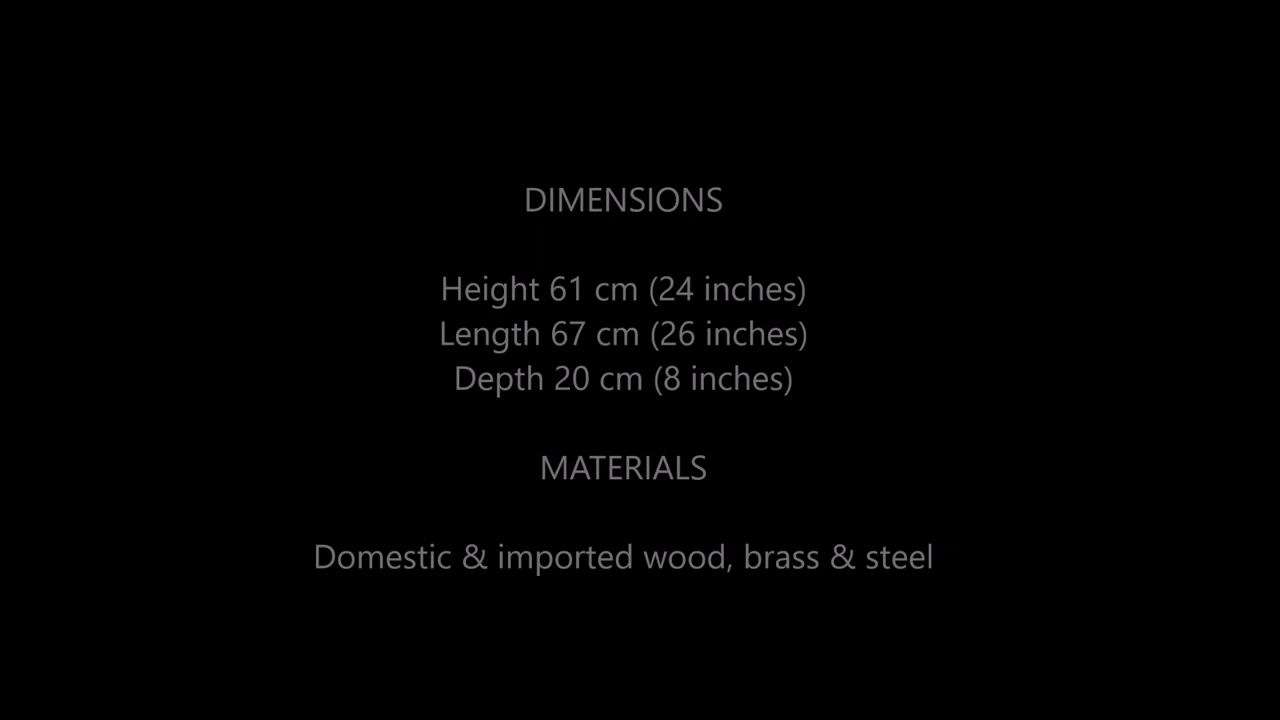 DIMENSIONS
Height 61 cm (24 inches)
Length 67 cm (26 inches)
Depth 20 cm (8 inches)
MATERIALS
Domestic & imported wood, brass & steel